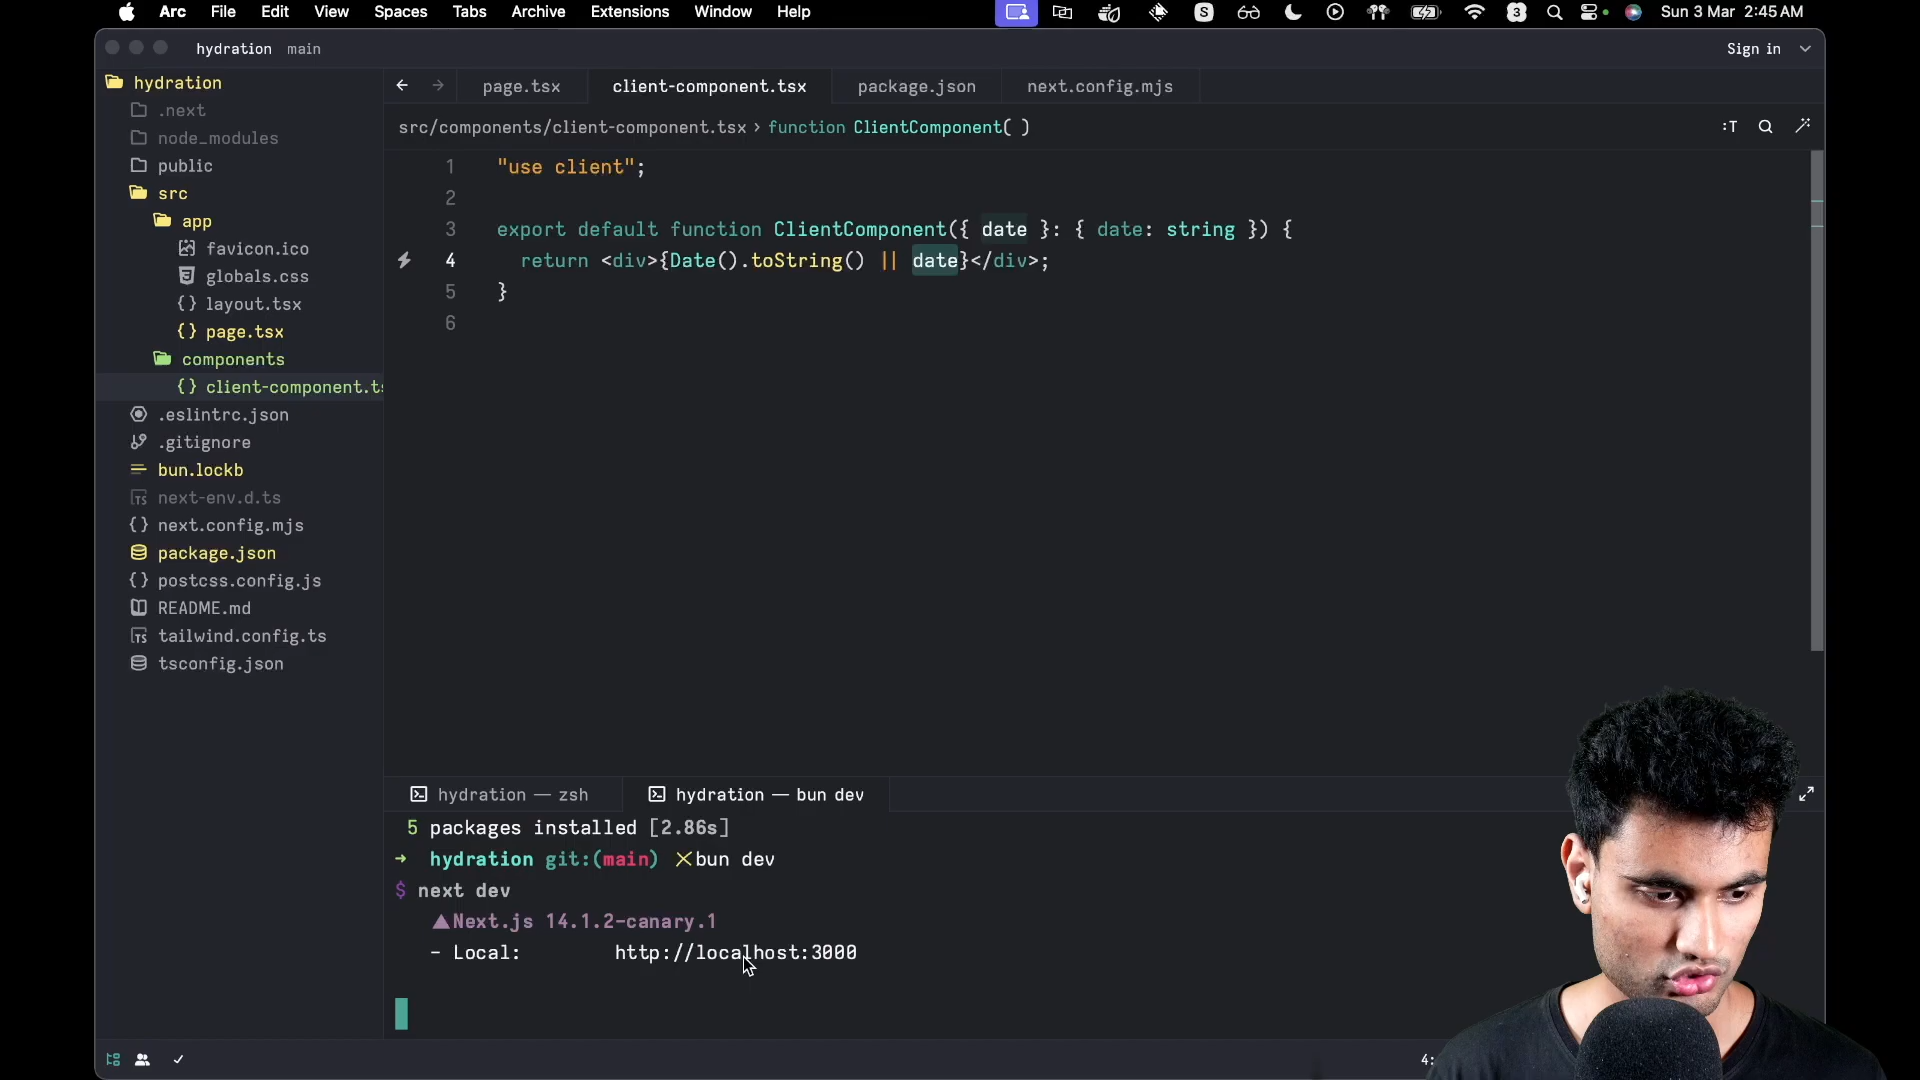 Arc File Edit View Spaces Tabs Archive Extensions Window Help S 3 Sun 3 Mar 2:45 AM
hydration main Sign in
hydration
.next
node_modules
public
src
app
favicon.ico
globals.css
layout.tsx
{} page.tsx
components
{} client-component.ts
.eslintrc.json
.gitignore
bun.lockb
TS next-env.d.ts
{} next.config.mjs
package.json
{} postcss.config.js
README.md
TS tailwind.config.ts
tsconfig.json
← → page.tsx client-component.tsx package.json next.config.mjs
src/components/client-component.tsx › function ClientComponent( ) :T
1 "use client";
2
3 export default function ClientComponent({ date }: { date: string }) {
4 return <div>{Date().toString() || date}</div>;
5 }
6
hydration — zsh hydration — bun dev
5 packages installed [2.86s]
→ hydration git:(main) ✕bun dev
$ next dev
▲Next.js 14.1.2-canary.1
- Local: http://localhost:3000
4: